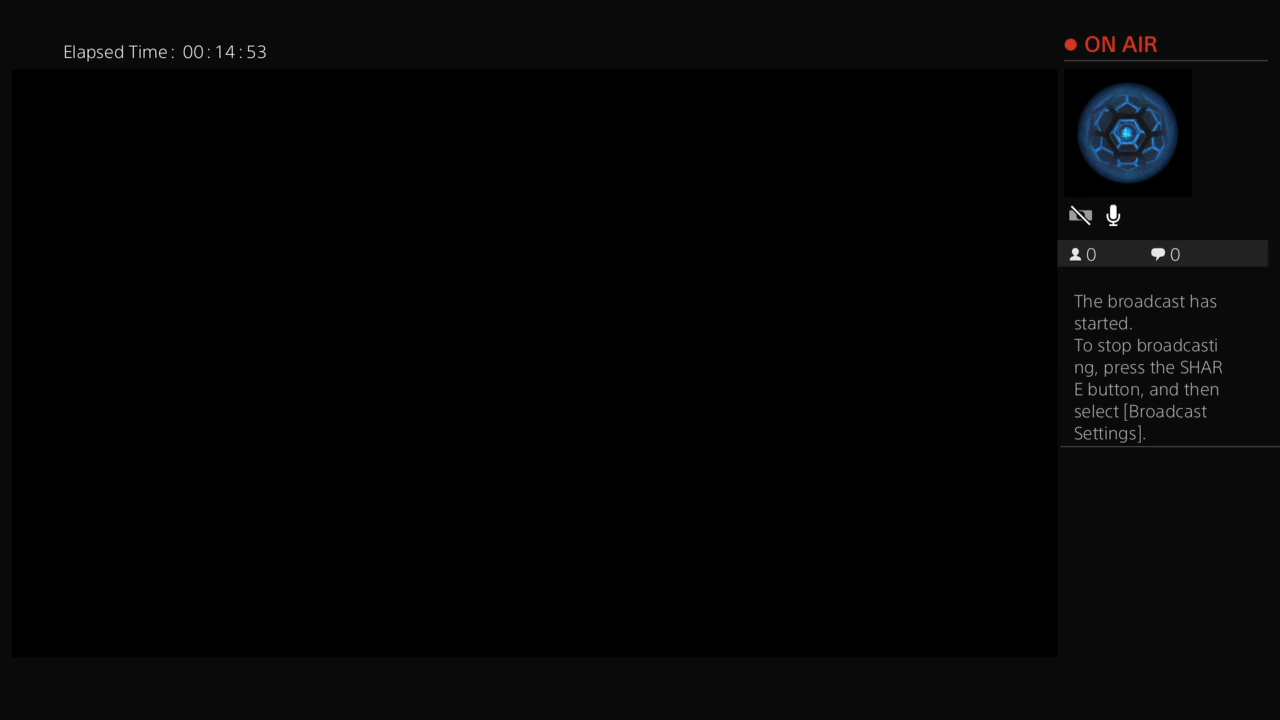 Elapsed Time: 00:14:53
ON AIR
0
0
The broadcast has
started.
To stop broadcasti
ng, press the SHAR
E button, and then
select [Broadcast
Settings].